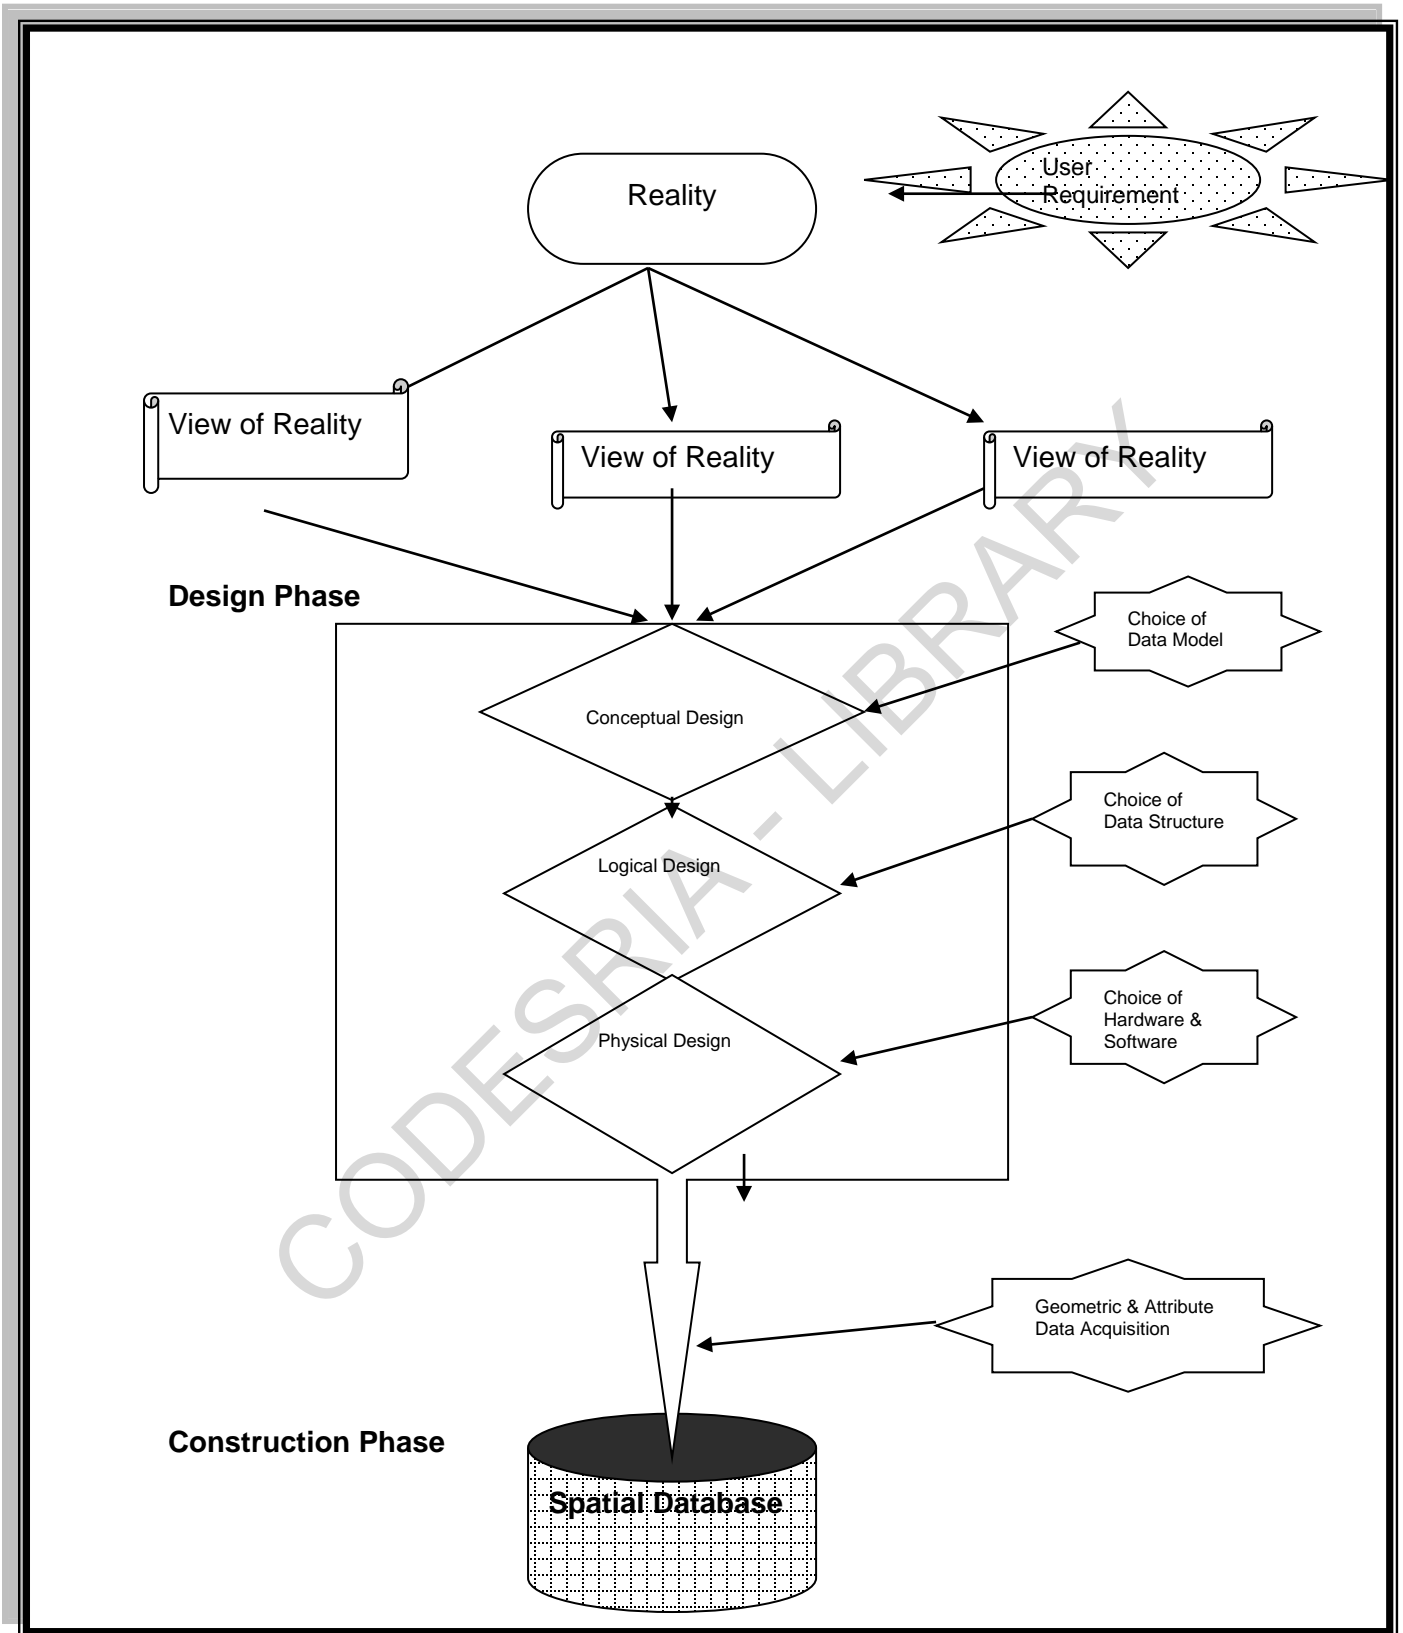 User
Requirement
Reality
View of Reality
View of Reality
View of Reality
Design Phase
Choice of
Data Model
Conceptual Design
Choice of
Data Structure
Logical Design
Choice of
Hardware &
Software
Physical Design
Geometric & Attribute
Data Acquisition
Construction Phase
Spatial Database
CODESRIA - LIBRARY